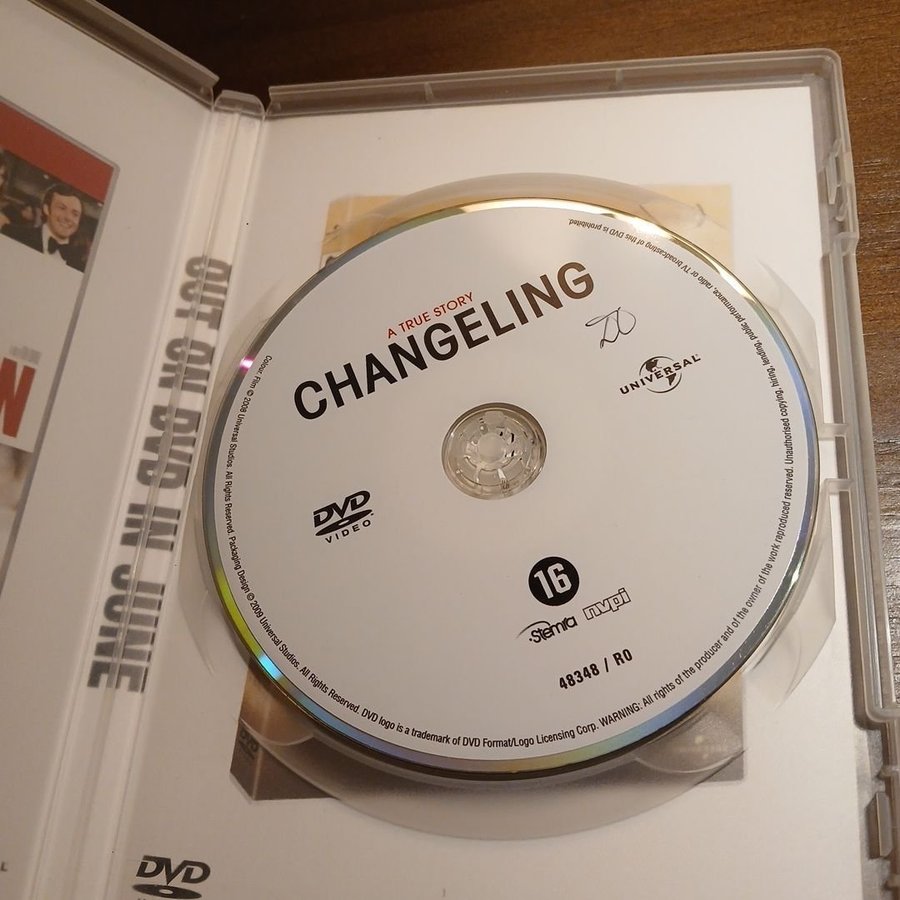 A TRUE STORY
CHANGELING
UNIVERSAL
DVD
VIDEO
16
Stemra nvpi
48348 / R0
Colour. Film © 2008 Universal Studios. All Rights Reserved. Packaging Design © 2009 Universal Studios. All Rights Reserved. DVD logo is a trademark of DVD Format/Logo Licensing Corp. WARNING: All rights of the producer and of the owner of the work reproduced reserved. Unauthorised copying, hiring, lending, public performance, radio or TV broadcasting of this DVD is prohibited.
OUT ON DVD IN JUNE
DVD